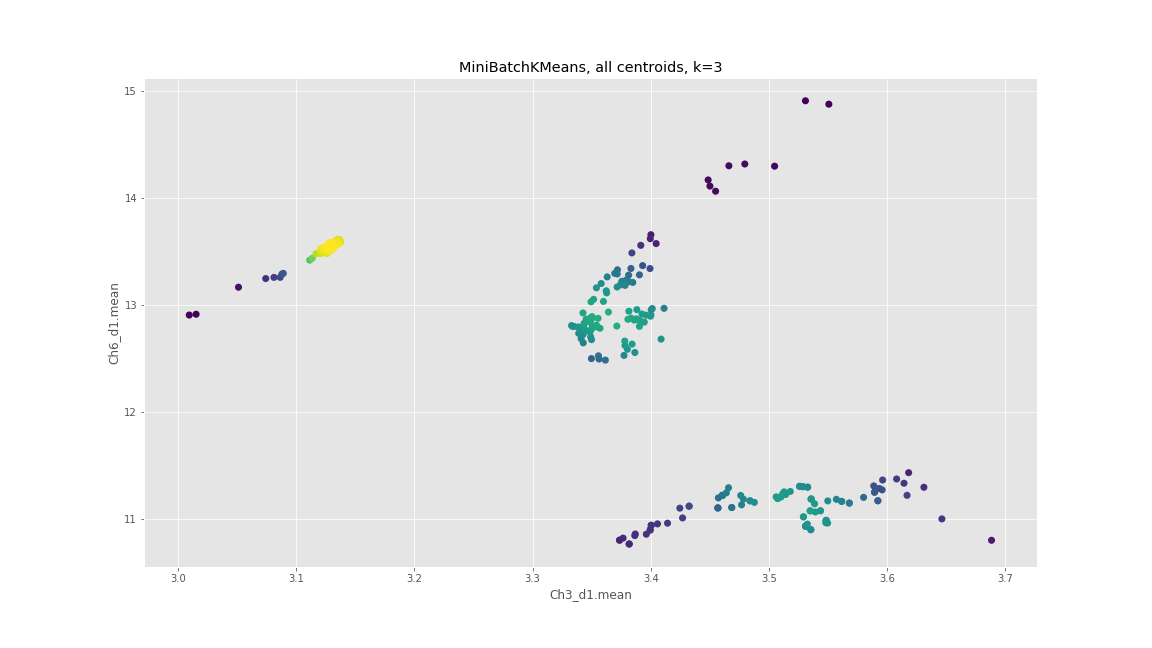 MiniBatchKMeans, all centroids, k=3
15
14
13
12
11
Ch6_d1.mean
3.0 3.1 3.2 3.3 3.4 3.5 3.6 3.7
Ch3_d1.mean